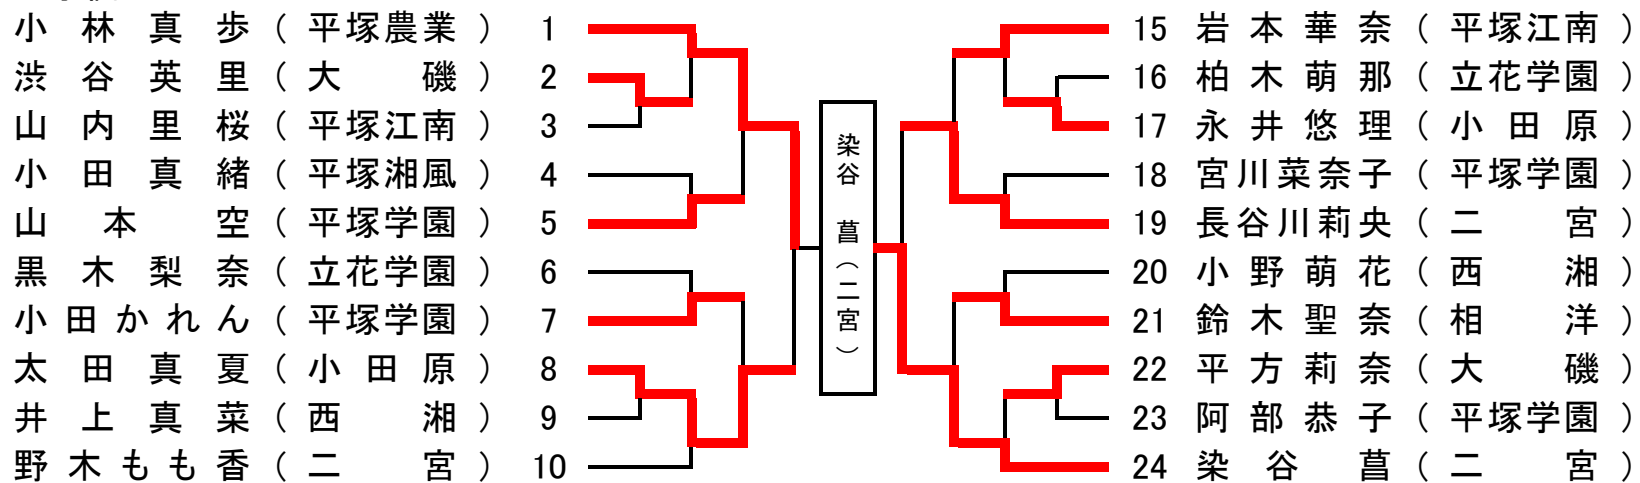 小林真歩（平塚農業）1
渋谷英里（大磯）2
山内里桜（平塚江南）3
小田真緒（平塚湘風）4
山本空（平塚学園）5
黒木梨奈（立花学園）6
小田かれん（平塚学園）7
太田真夏（小田原）8
井上真菜（西湘）9
野木もも香（二宮）10
染谷　菖（二宮）
15 岩本華奈（平塚江南）
16 柏木萌那（立花学園）
17 永井悠理（小田原）
18 宮川菜奈子（平塚学園）
19 長谷川莉央（二宮）
20 小野萌花（西湘）
21 鈴木聖奈（相洋）
22 平方莉奈（大磯）
23 阿部恭子（平塚学園）
24 染谷菖（二宮）